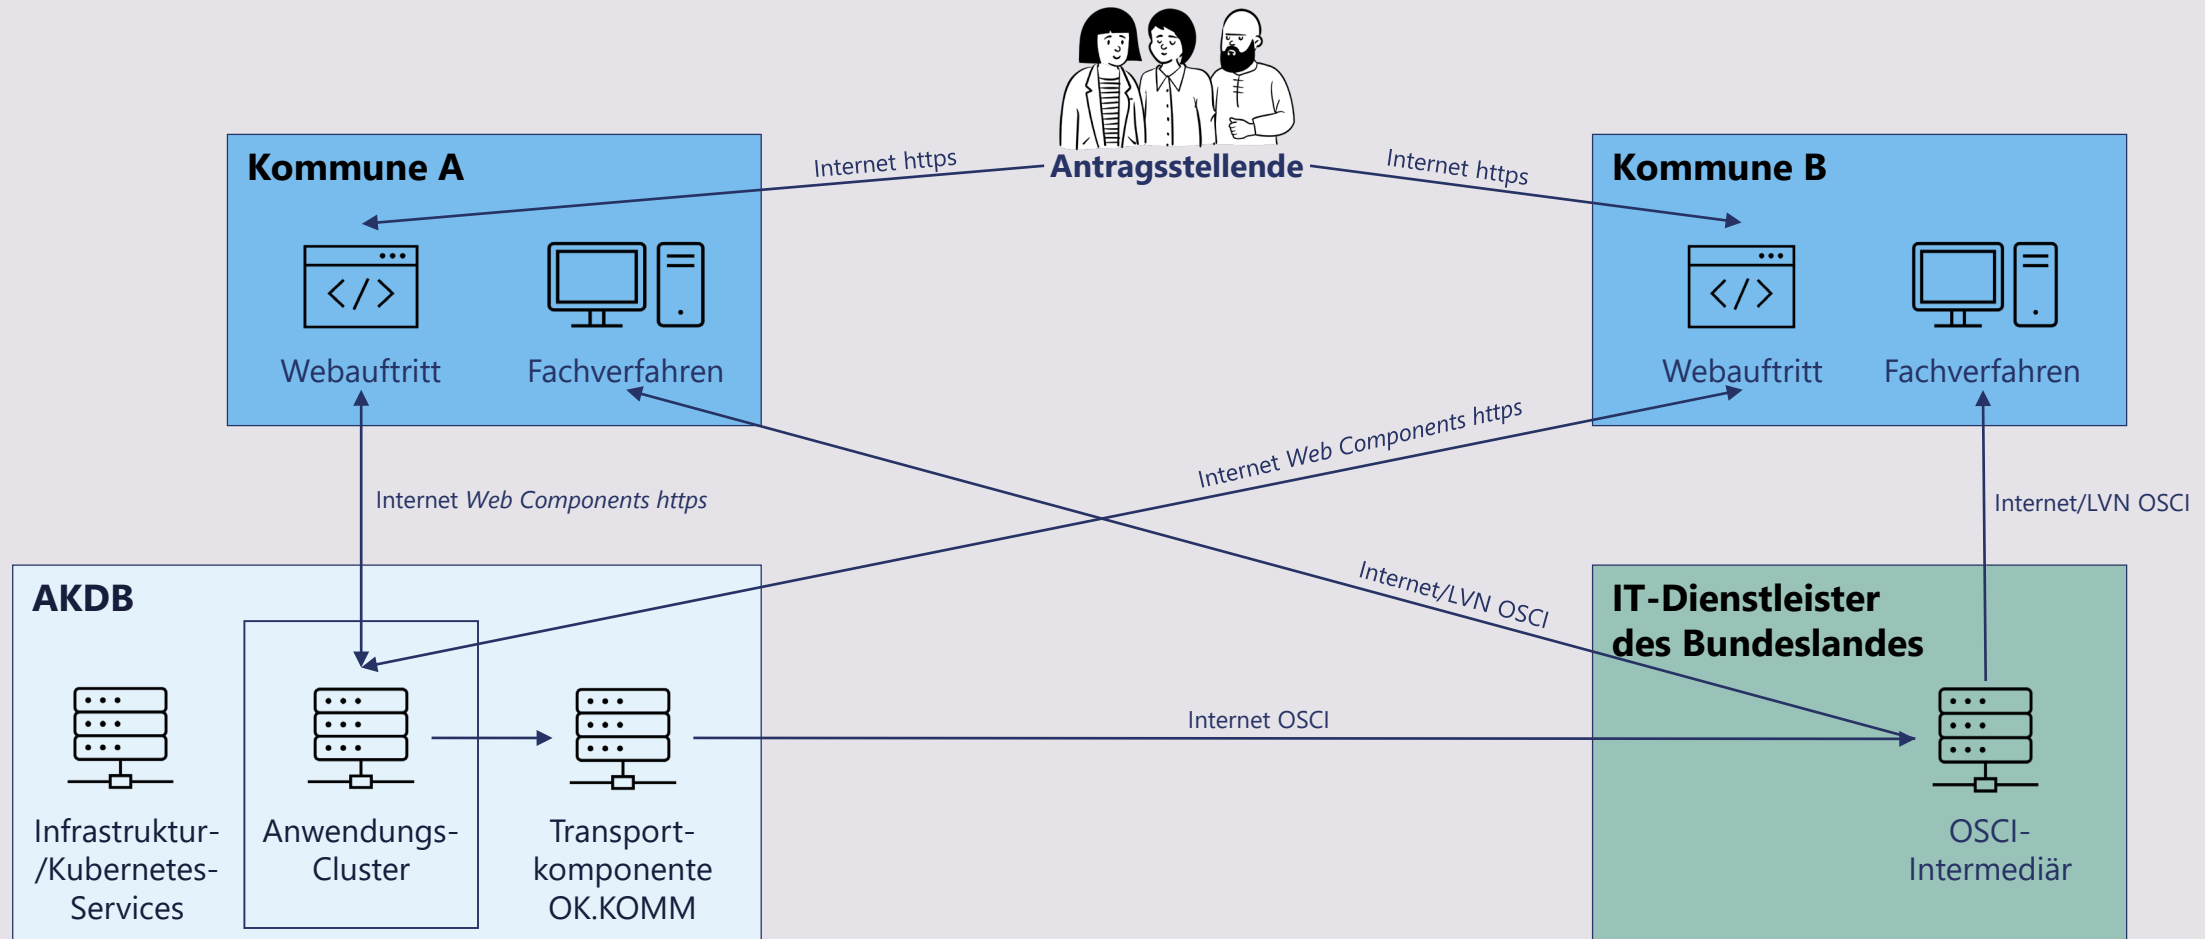 Antragsstellende
Internet https
Internet https
Kommune A
Webauftritt
Fachverfahren
Kommune B
Webauftritt
Fachverfahren
Internet Web Components https
Internet Web Components https
Internet/LVN OSCI
Internet/LVN OSCI
AKDB
Infrastruktur-
/Kubernetes-
Services
Anwendungs-
Cluster
Transport-
komponente
OK.KOMM
Internet OSCI
IT-Dienstleister
des Bundeslandes
OSCI-
Intermediär